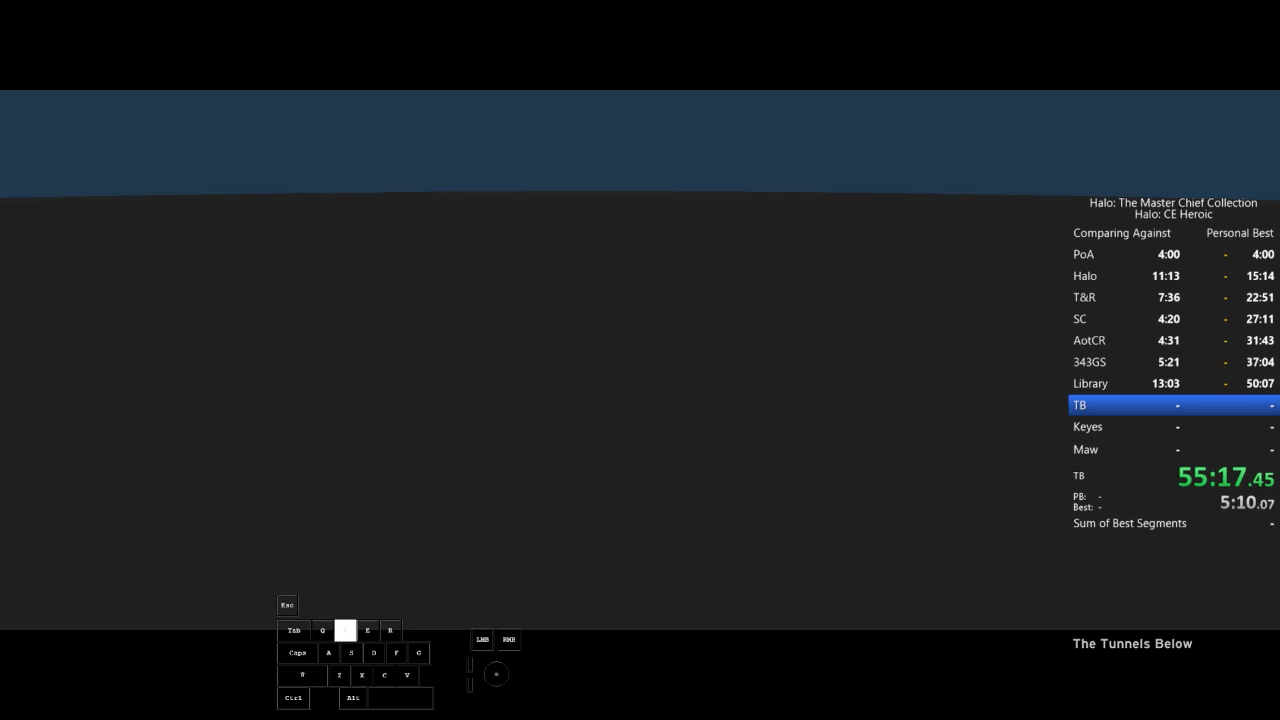 Halo: The Master Chief Collection
Halo: CE Heroic
Comparing Against Personal Best
PoA 4:00 - 4:00
Halo 11:13 - 15:14
T&R 7:36 - 22:51
SC 4:20 - 27:11
AotCR 4:31 - 31:43
343GS 5:21 - 37:04
Library 13:03 - 50:07
TB - -
Keyes - -
Maw - -
TB 55:17.45
PB: -
Best: - 5:10.07
Sum of Best Segments -
Esc
Tab Q E R
LMB RMB
Caps A S D F G
⇧ Z X C V
Ctrl Alt
The Tunnels Below